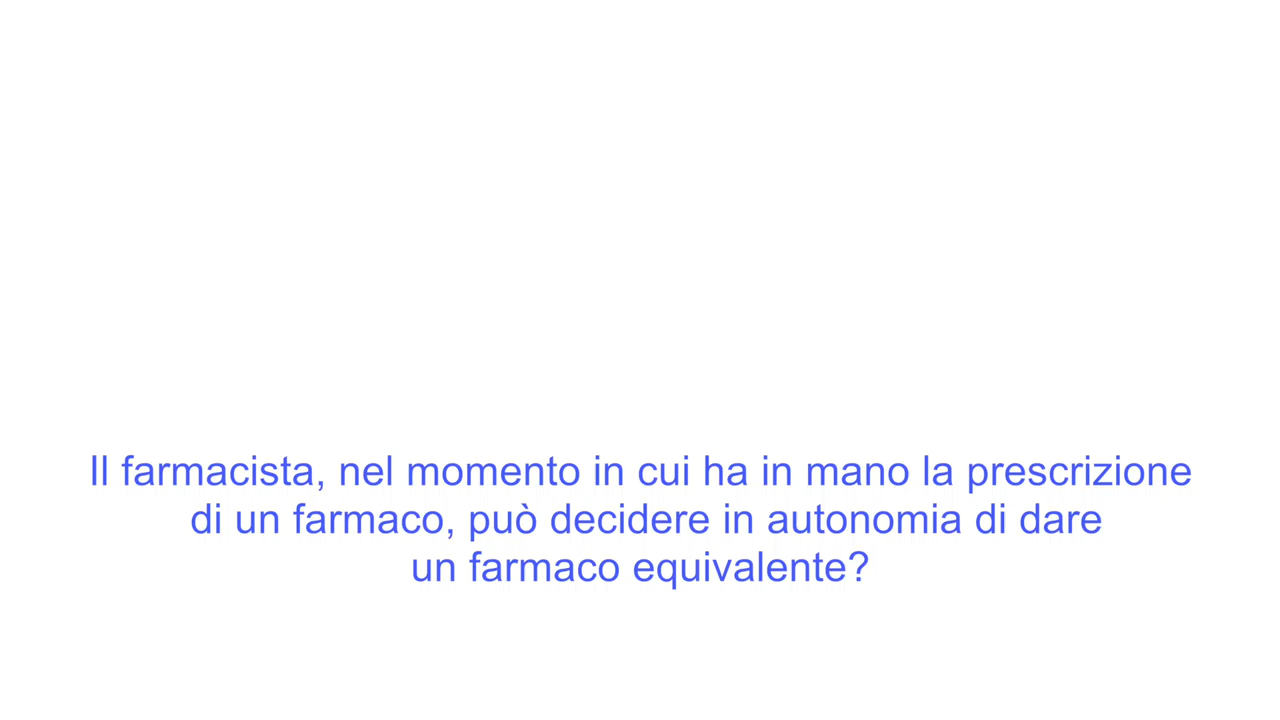 Il farmacista, nel momento in cui ha in mano la prescrizione
di un farmaco, può decidere in autonomia di dare
un farmaco equivalente?